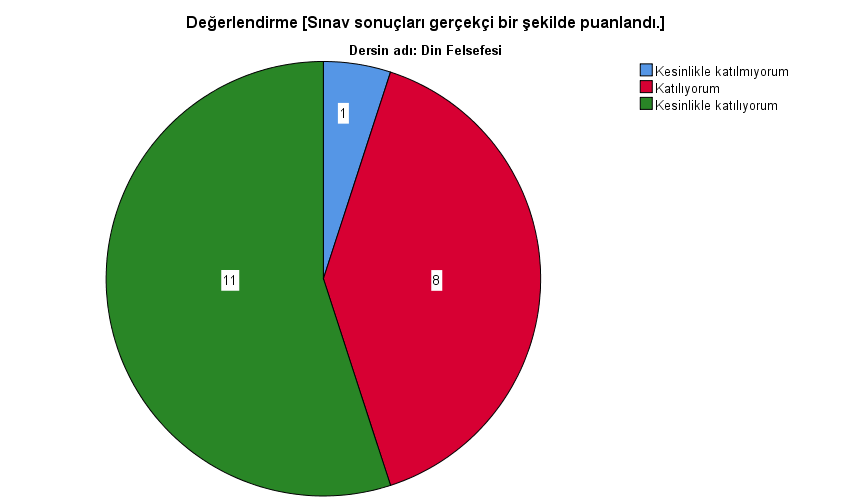 Değerlendirme [Sınav sonuçları gerçekçi bir şekilde puanlandı.]
Dersin adı: Din Felsefesi
Kesinlikle katılmıyorum
Katılıyorum
Kesinlikle katılıyorum
1
11
8